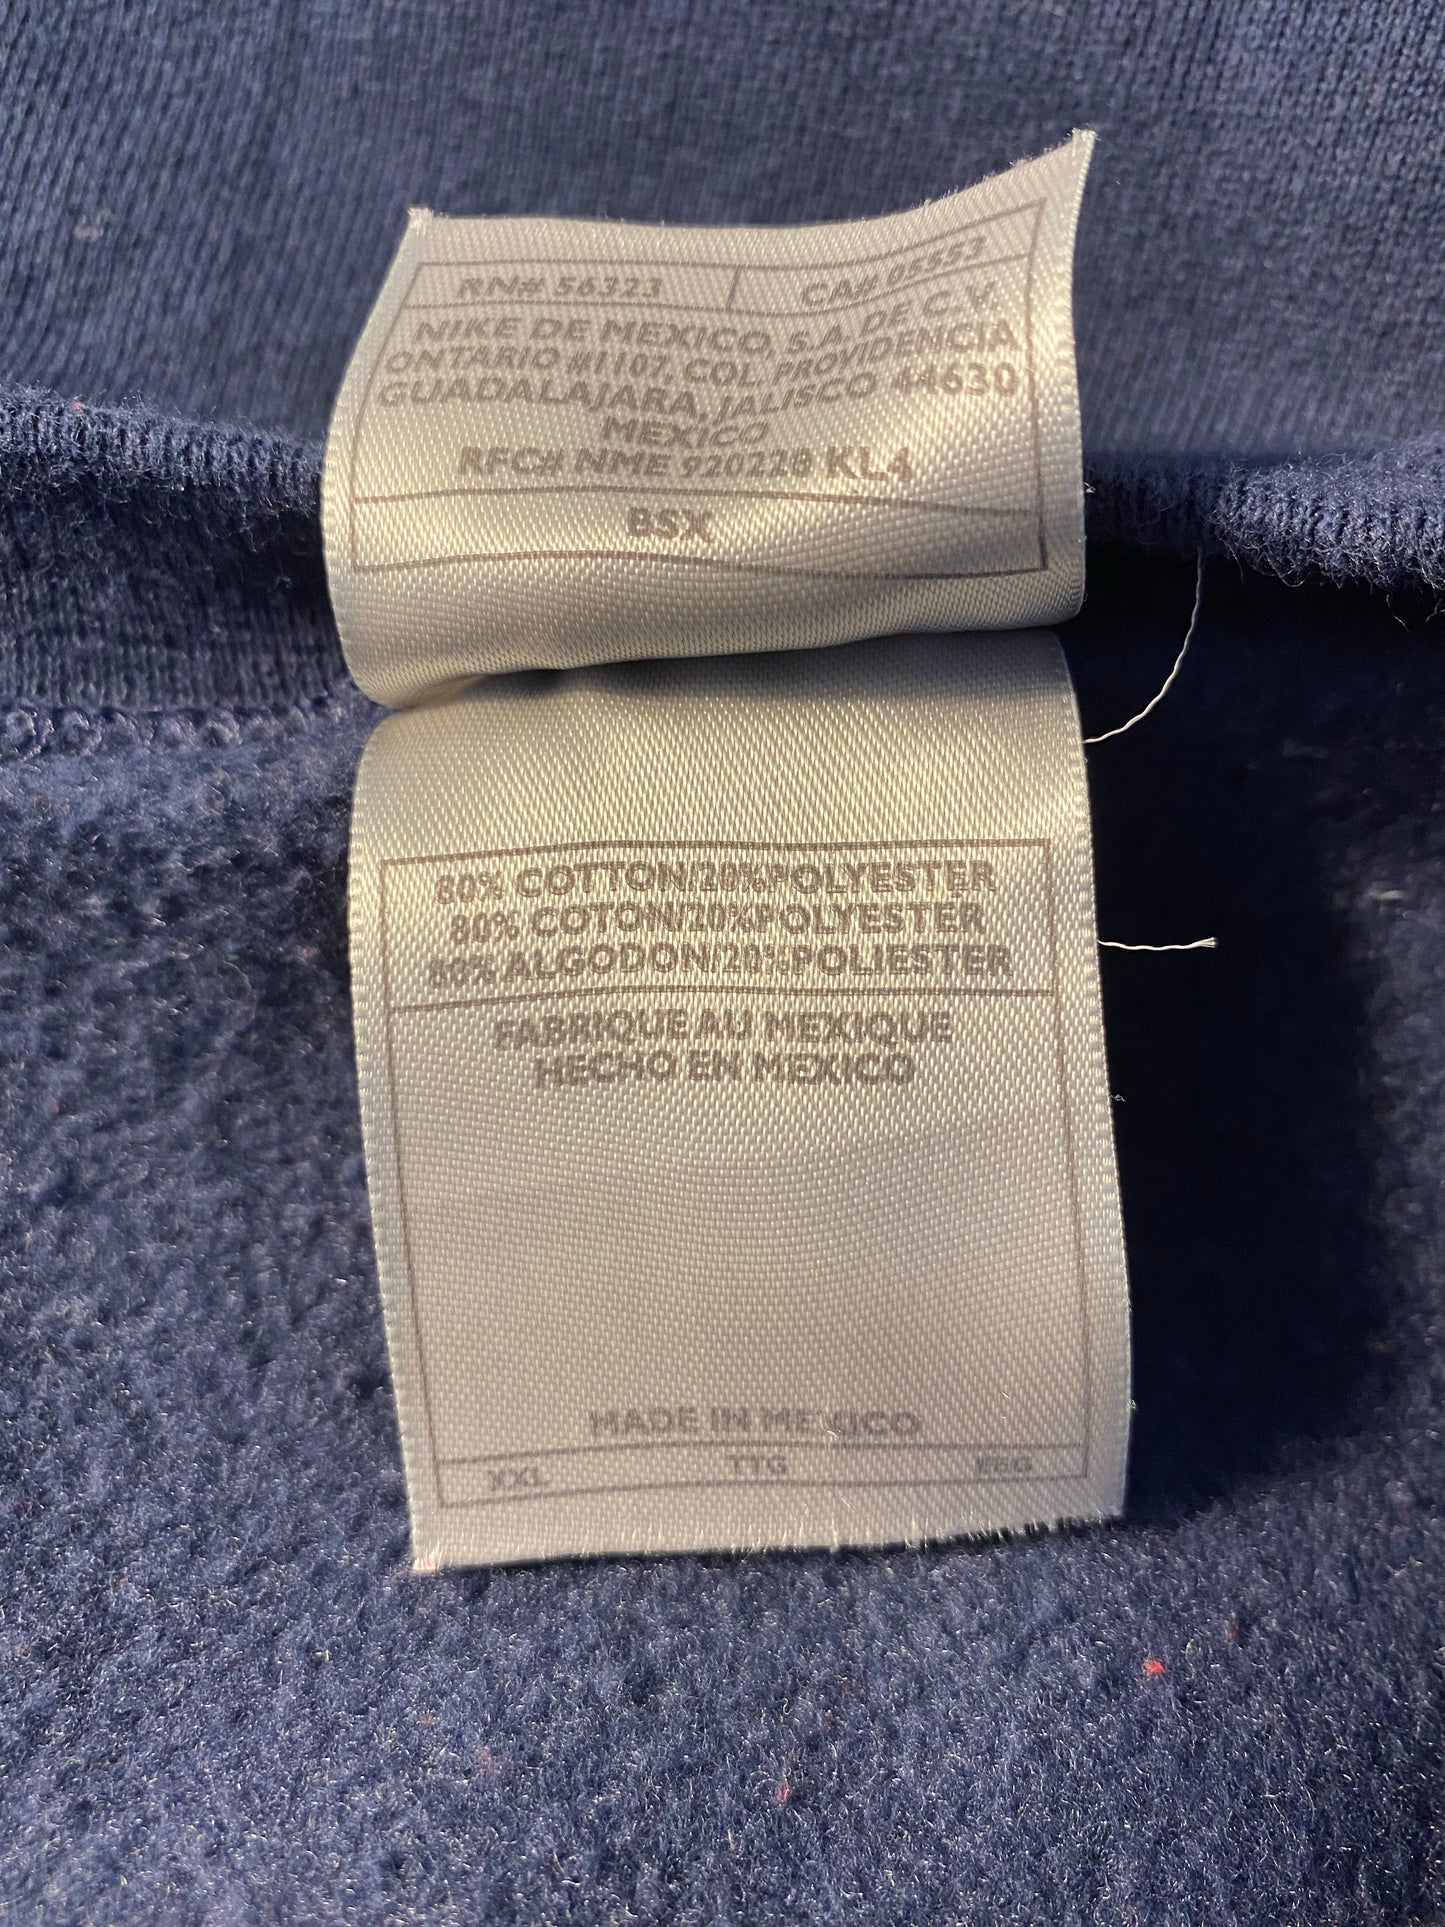 RN# 56323 CA# 05553
NIKE DE MEXICO, S.A. DE C.V.
ONTARIO #1107, COL. PROVIDENCIA
GUADALAJARA, JALISCO 44630
MEXICO
RFC# NME 920228 KL4
BSX
80% COTTON/20%POLYESTER
80% COTON/20%POLYESTER
80%ALGODON/20%POLIESTER
FABRIQUE AU MEXIQUE
HECHO EN MEXICO
MADE IN MEXICO
XXL TTG EEG